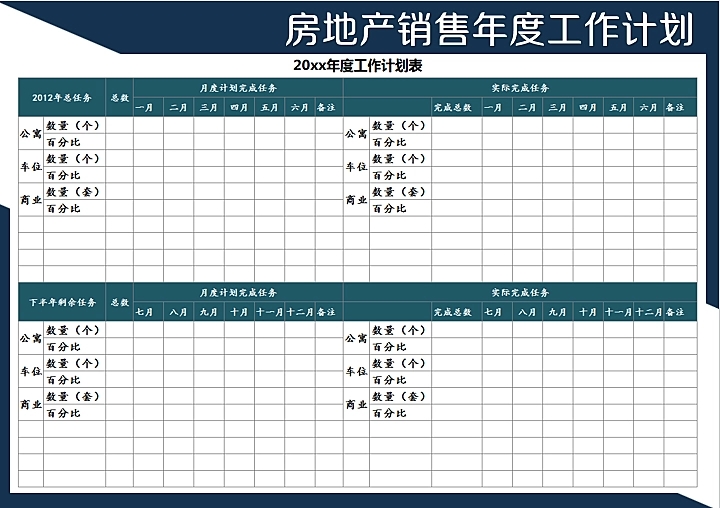 房地产销售年度工作计划
20xx年度工作计划表
2012年总任务 总数 月度计划完成任务 实际完成任务
一月 二月 三月 四月 五月 六月 备注 完成总数 一月 二月 三月 四月 五月 六月 备注
公寓 数量（个） 公寓 数量（个）
百分比 百分比
车位 数量（个） 车位 数量（个）
百分比 百分比
商业 数量（套） 商业 数量（套）
百分比 百分比
下半年剩余任务 总数 月度计划完成任务 实际完成任务
七月 八月 九月 十月 十一月 十二月 备注 完成总数 七月 八月 九月 十月 十一月 十二月 备注
公寓 数量（个） 公寓 数量（个）
百分比 百分比
车位 数量（个） 车位 数量（个）
百分比 百分比
商业 数量（套） 商业 数量（套）
百分比 百分比